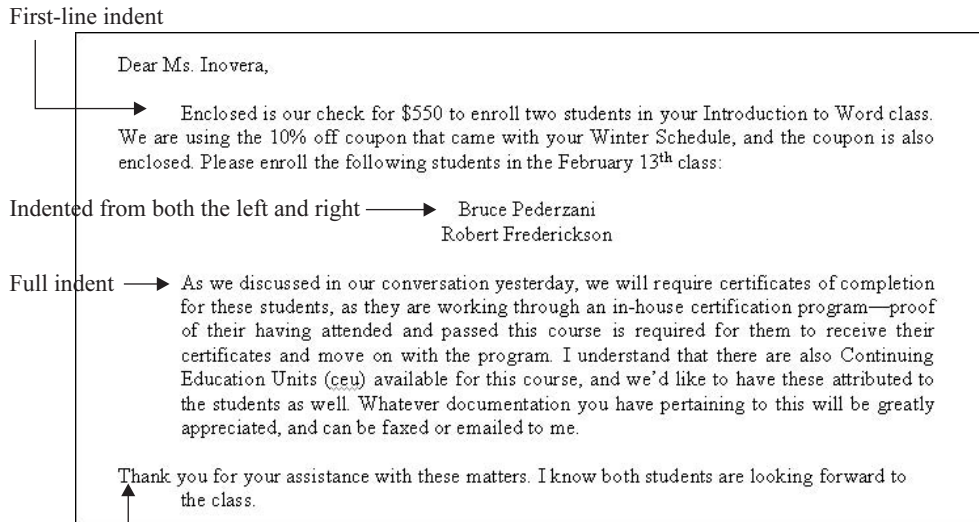 First-line indent
Dear Ms. Inovera,
Enclosed is our check for $550 to enroll two students in your Introduction to Word class.
We are using the 10% off coupon that came with your Winter Schedule, and the coupon is also
enclosed. Please enroll the following students in the February 13th class:
Indented from both the left and right
Bruce Pederzani
Robert Frederickson
Full indent
As we discussed in our conversation yesterday, we will require certificates of completion
for these students, as they are working through an in-house certification program—proof
of their having attended and passed this course is required for them to receive their
certificates and move on with the program. I understand that there are also Continuing
Education Units (ceu) available for this course, and we’d like to have these attributed to
the students as well. Whatever documentation you have pertaining to this will be greatly
appreciated, and can be faxed or emailed to me.
Thank you for your assistance with these matters. I know both students are looking forward to
the class.